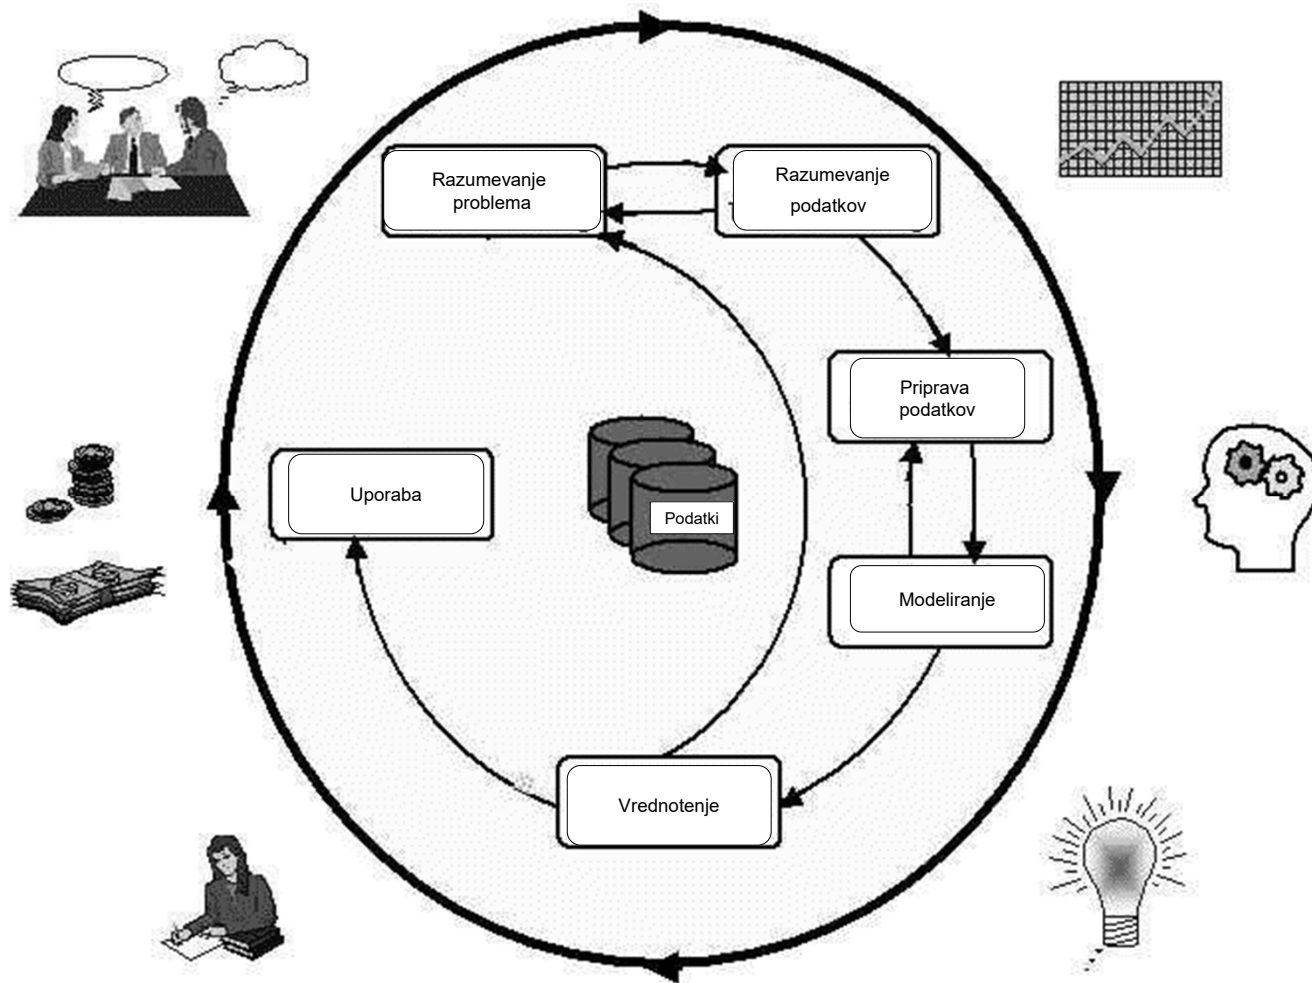 Razumevanje
problema
Razumevanje
podatkov
Priprava
podatkov
Uporaba
Podatki
Modeliranje
Vrednotenje